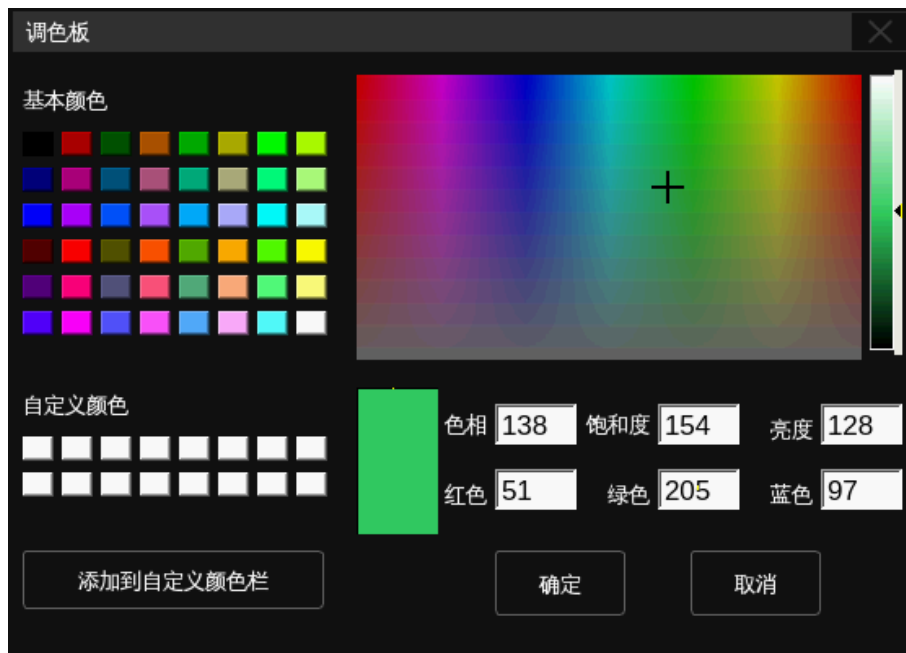 调色板
基本颜色
自定义颜色
色相 138 饱和度 154 亮度 128
红色 51 绿色 205 蓝色 97
添加到自定义颜色栏 确定 取消